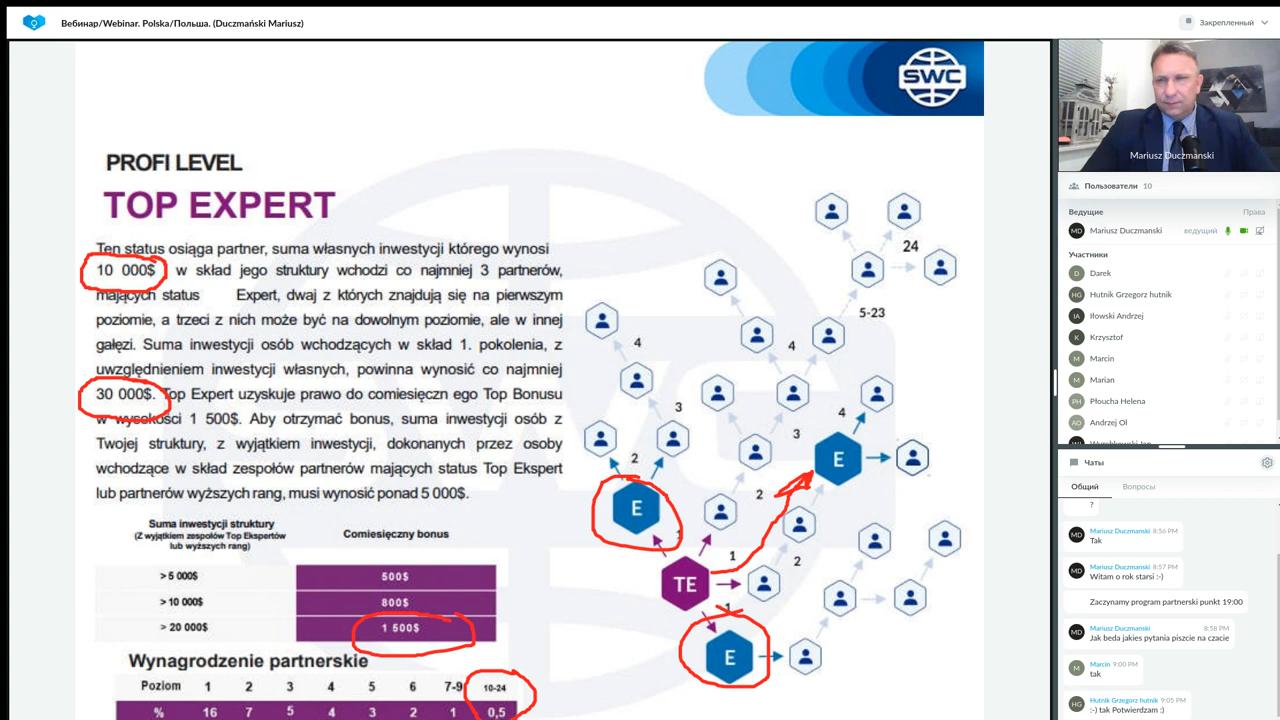 Вебинар/Webinar. Polska/Польша. (Duczmański Mariusz)
Закрепленный
SWC
PROFI LEVEL
TOP EXPERT
Ten status osiąga partner, suma własnych inwestycji którego wynosi
10 000$ w skład jego struktury wchodzi co najmniej 3 partnerów,
mających status Expert, dwaj z których znajdują się na pierwszym
poziomie, a trzeci z nich może być na dowolnym poziomie, ale w innej
gałęzi. Suma inwestycji osób wchodzących w skład 1. pokolenia, z
uwzględnieniem inwestycji własnych, powinna wynosić co najmniej
30 000$. Top Expert uzyskuje prawo do comiesięczn ego Top Bonusu
w wysokości 1 500$. Aby otrzymać bonus, suma inwestycji osób z
Twojej struktury, z wyjątkiem inwestycji, dokonanych przez osoby
wchodzące w skład zespołów partnerów mających status Top Ekspert
lub partnerów wyższych rang, musi wynosić ponad 5 000$.
Suma inwestycji struktury
(Z wyjątkiem zespołów Top Ekspertów
lub wyższych rang)
Comiesięczny bonus
> 5 000$ 500$
> 10 000$ 800$
> 20 000$ 1 500$
Wynagrodzenie partnerskie
Poziom 1 2 3 4 5 6 7-9 10-24
% 16 7 5 4 3 2 1 0,5
24
5-23
4
4
4
3
3
E
2
E
2
1
1
2
TE
1
E
Mariusz Duczmanski
Пользователи 10
Ведущие Права
MD Mariusz Duczmanski ведущий
Участники
D Darek
HG Hutnik Grzegorz hutnik
IA Iłowski Andrzej
K Krzysztof
M Marcin
M Marian
PH Płoucha Helena
AO Andrzej Ol
Чаты
Общий Вопросы
?
MD Mariusz Duczmanski 8:56 PM
Tak
MD Mariusz Duczmanski 8:57 PM
Witam o rok starsi :-)
Zaczynamy program partnerski punkt 19:00
MD Mariusz Duczmanski 8:58 PM
Jak beda jakies pytania piszcie na czacie
M Marcin 9:00 PM
tak
HG Hutnik Grzegorz hutnik 9:05 PM
:-) tak Potwierdzam :)